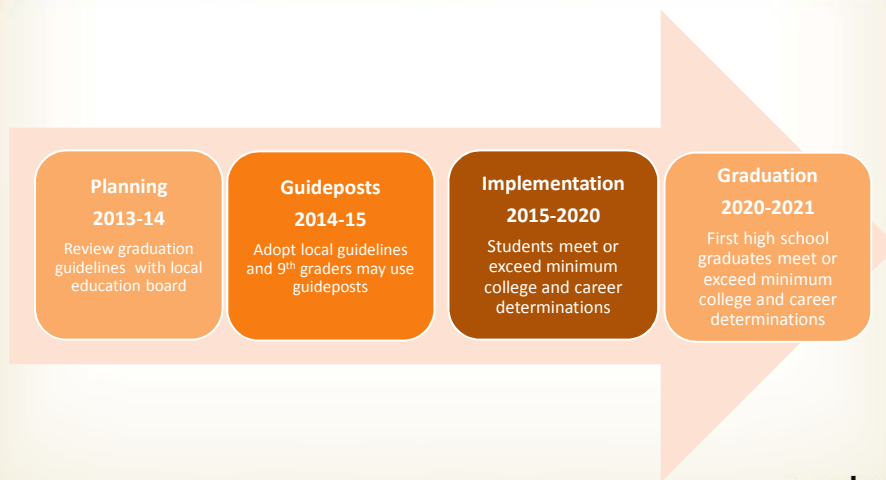 Planning
2013-14
Review graduation
guidelines with local
education board
Guideposts
2014-15
Adopt local guidelines
and 9th graders may use
guideposts
Implementation
2015-2020
Students meet or
exceed minimum
college and career
determinations
Graduation
2020-2021
First high school
graduates meet or
exceed minimum
college and career
determinations